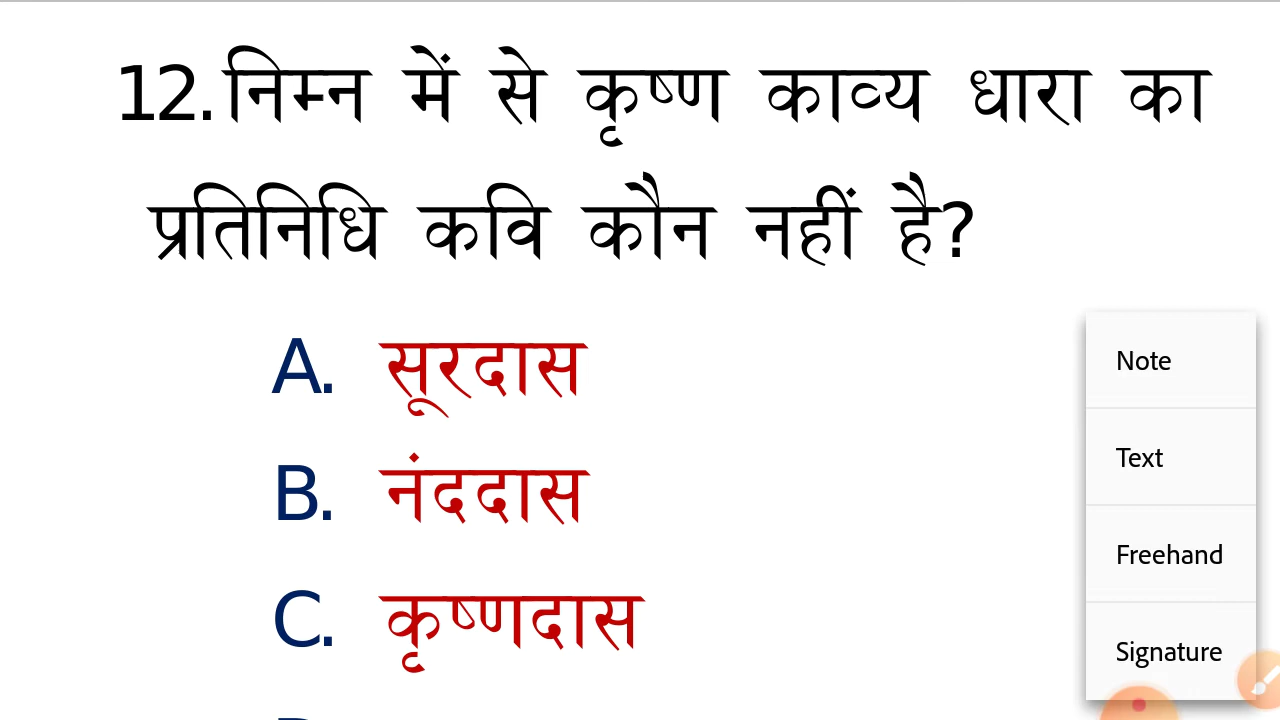 12. निम्न में से कृष्ण काव्य धारा का
प्रतिनिधि कवि कौन नहीं है?
A. सूरदास
B. नंददास
C. कृष्णदास
Note
Text
Freehand
Signature